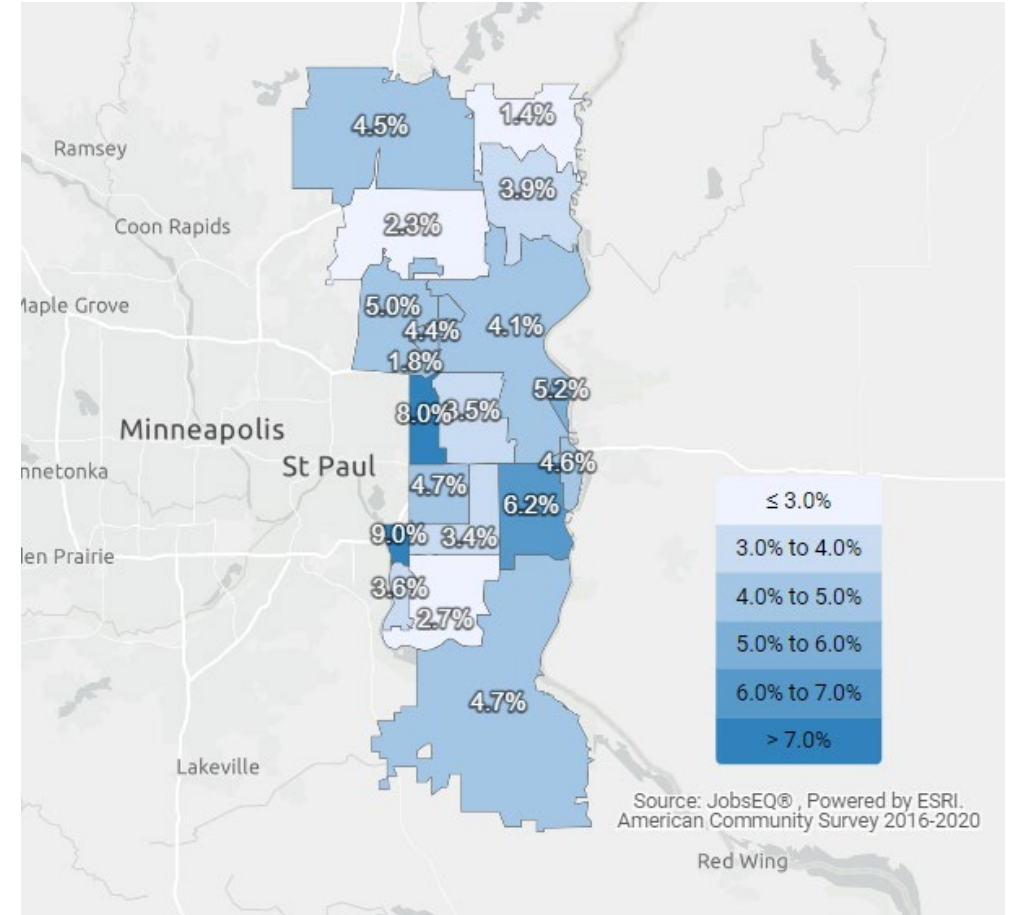 4.5%
1.4%
Ramsey
3.9%
Coon Rapids
2.3%
Maple Grove
5.0%
4.4%
4.1%
1.8%
5.2%
8.0%
3.5%
Minneapolis
St Paul
4.6%
nnetonka
4.7%
6.2%
≤ 3.0%
9.0%
3.4%
3.0% to 4.0%
den Prairie
3.6%
4.0% to 5.0%
2.7%
5.0% to 6.0%
6.0% to 7.0%
4.7%
> 7.0%
Lakeville
Source: JobsEQ® , Powered by ESRI.
American Community Survey 2016-2020
Red Wing